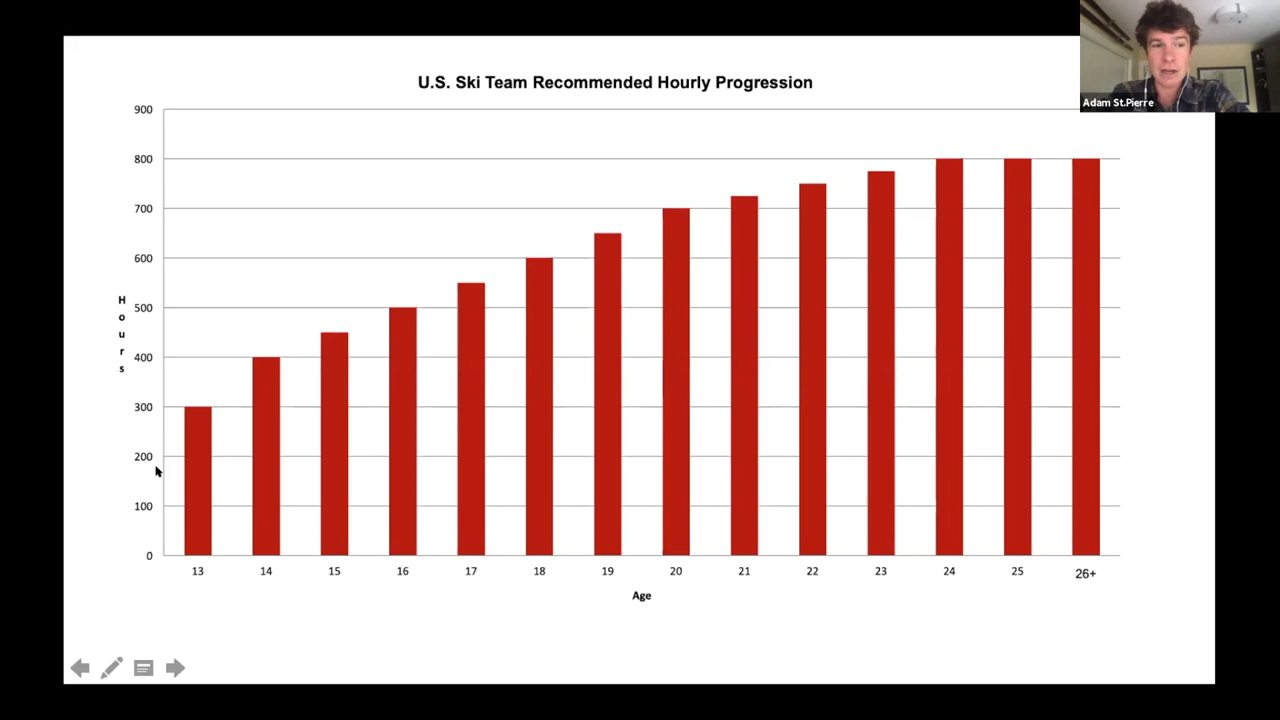 Adam St.Pierre
U.S. Ski Team Recommended Hourly Progression
900
800
700
600
500
400
300
200
100
0
Hours
13 14 15 16 17 18 19 20 21 22 23 24 25 26+
Age